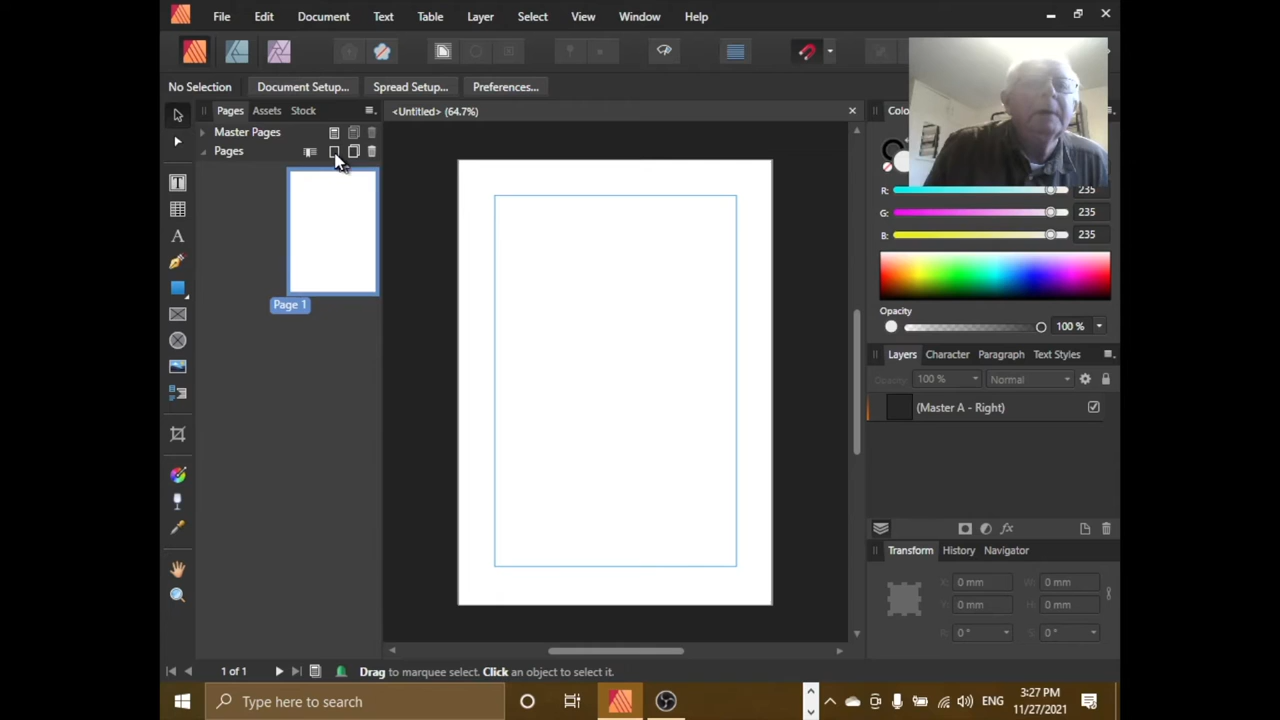 File Edit Document Text Table Layer Select View Window Help
No Selection Document Setup... Spread Setup... Preferences...
Pages Assets Stock
<Untitled> (64.7%)
Master Pages
Pages
Page 1
R: 235
G: 235
B: 235
Opacity
100 %
Layers Character Paragraph Text Styles
Opacity: 100 % Normal
(Master A - Right)
Transform History Navigator
X: 0 mm W: 0 mm
Y: 0 mm H: 0 mm
R: 0 ° S: 0 °
1 of 1 Drag to marquee select. Click an object to select it.
Type here to search
ENG
3:27 PM
11/27/2021